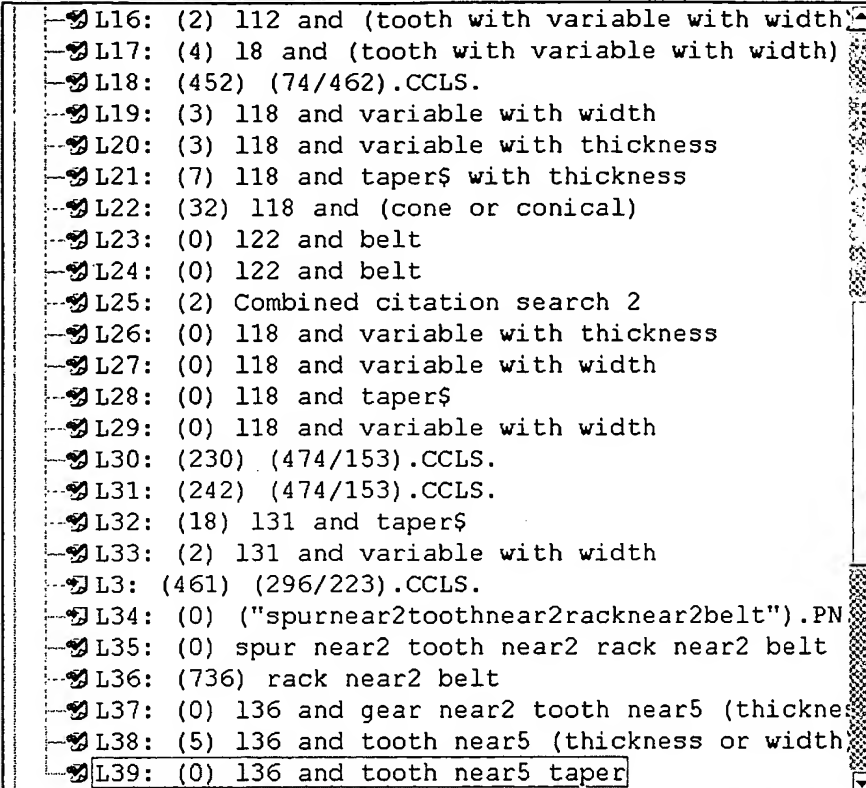 L16: (2) l12 and (tooth with variable with width)
L17: (4) l8 and (tooth with variable with width)
L18: (452) (74/462).CCLS.
L19: (3) l18 and variable with width
L20: (3) l18 and variable with thickness
L21: (7) l18 and taper$ with thickness
L22: (32) l18 and (cone or conical)
L23: (0) l22 and belt
L24: (0) l22 and belt
L25: (2) Combined citation search 2
L26: (0) l18 and variable with thickness
L27: (0) l18 and variable with width
L28: (0) l18 and taper$
L29: (0) l18 and variable with width
L30: (230) (474/153).CCLS.
L31: (242) (474/153).CCLS.
L32: (18) l31 and taper$
L33: (2) l31 and variable with width
L3: (461) (296/223).CCLS.
L34: (0) ("spurnear2toothnear2racknear2belt").PN
L35: (0) spur near2 tooth near2 rack near2 belt
L36: (736) rack near2 belt
L37: (0) l36 and gear near2 tooth near5 (thickne
L38: (5) l36 and tooth near5 (thickness or width
L39: (0) l36 and tooth near5 taper